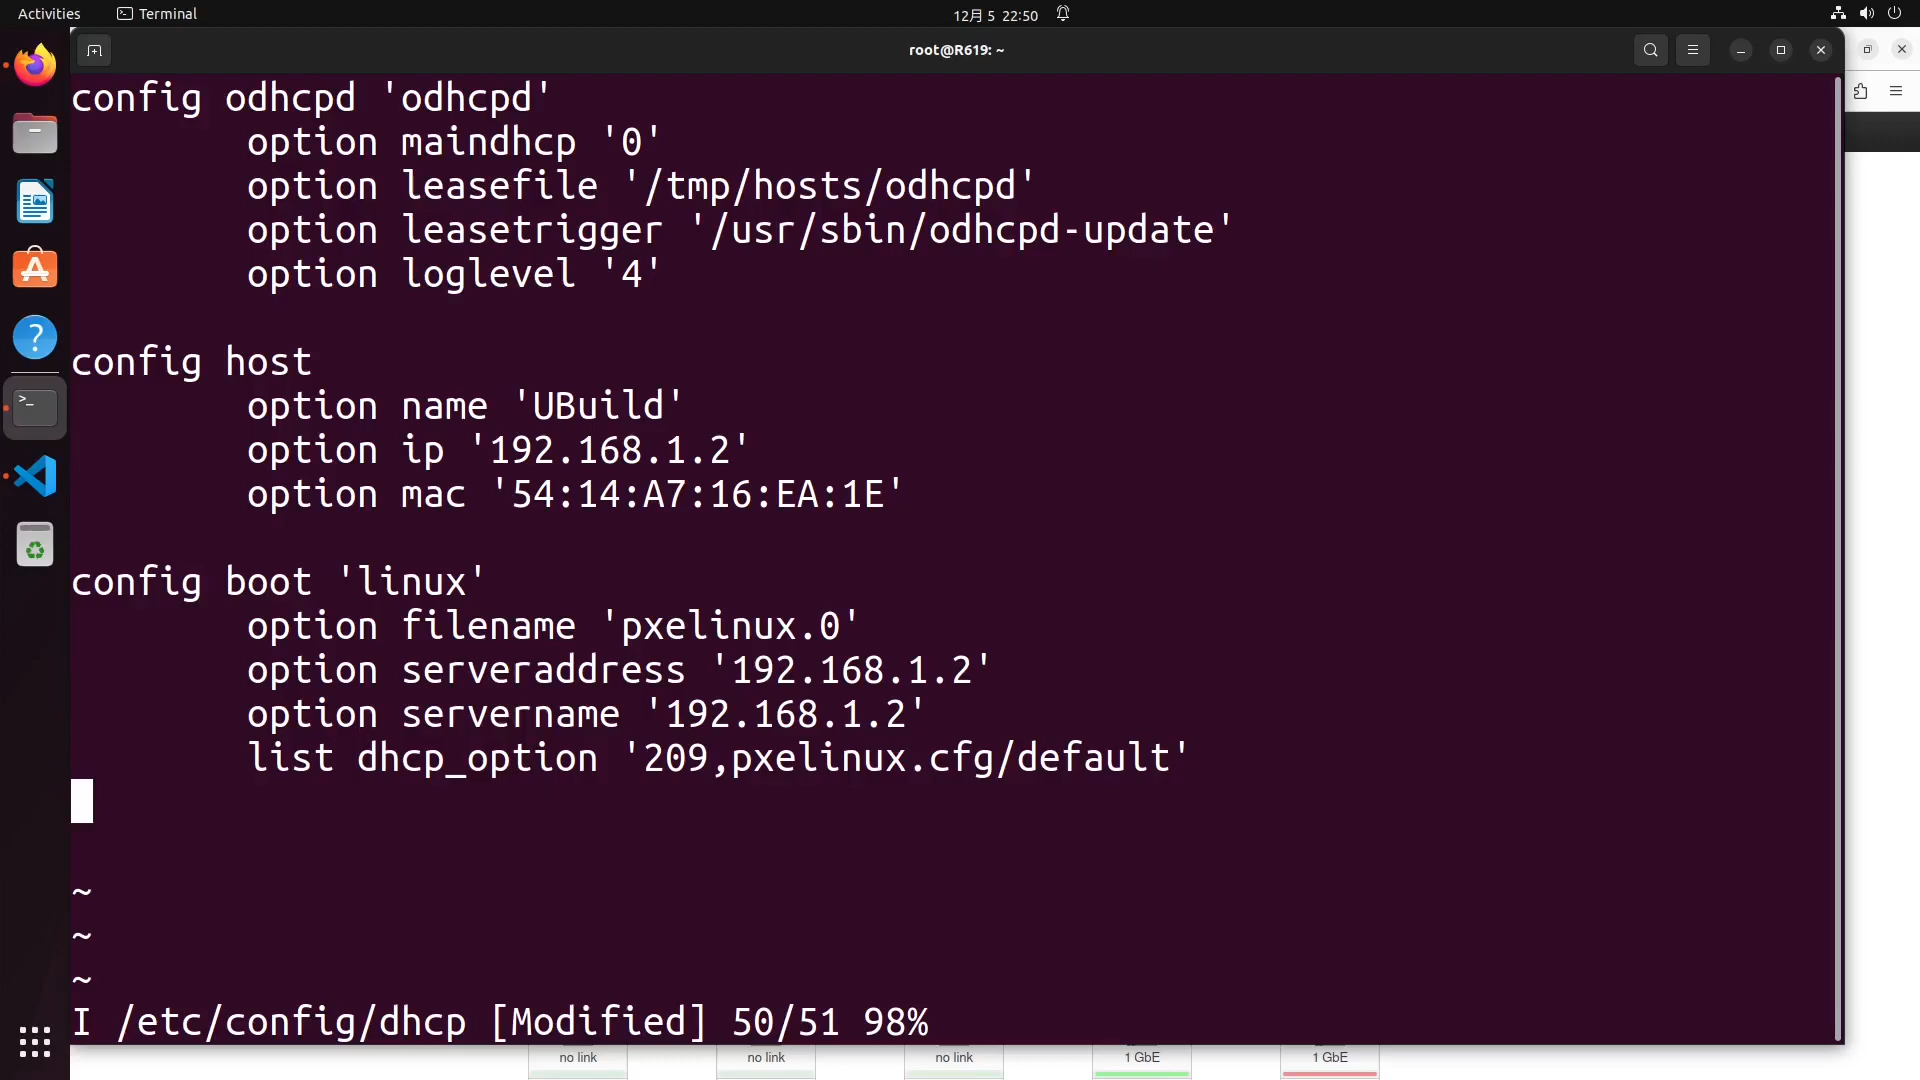 Activities
Terminal
12月 5 22:50
root@R619: ~
config odhcpd 'odhcpd'
option maindhcp '0'
option leasefile '/tmp/hosts/odhcpd'
option leasetrigger '/usr/sbin/odhcpd-update'
option loglevel '4'
config host
option name 'UBuild'
option ip '192.168.1.2'
option mac '54:14:A7:16:EA:1E'
config boot 'linux'
option filename 'pxelinux.0'
option serveraddress '192.168.1.2'
option servername '192.168.1.2'
list dhcp_option '209,pxelinux.cfg/default'
~
~
~
I /etc/config/dhcp [Modified] 50/51 98%
no link
no link
no link
1 GbE
1 GbE